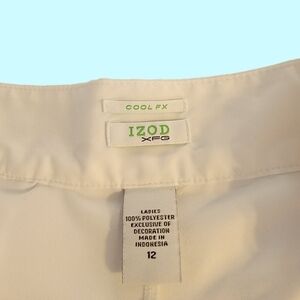 COOL FX
IZOD
XFG
LADIES
100% POLYESTER
EXCLUSIVE OF
DECORATION
MADE IN
INDONESIA
12